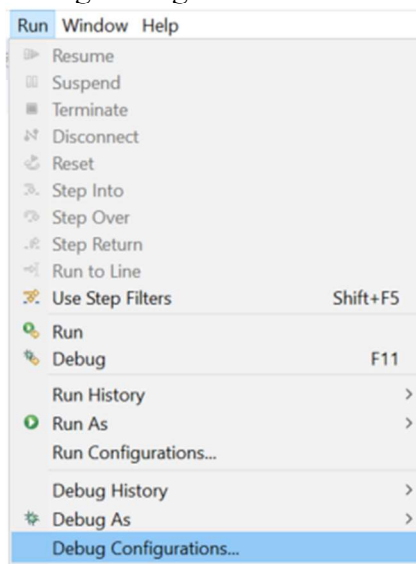 Run Window Help
Resume
Suspend
Terminate
Disconnect
Reset
Step Into
Step Over
Step Return
Run to Line
Use Step Filters Shift+F5
Run
Debug F11
Run History >
Run As >
Run Configurations...
Debug History >
Debug As >
Debug Configurations...